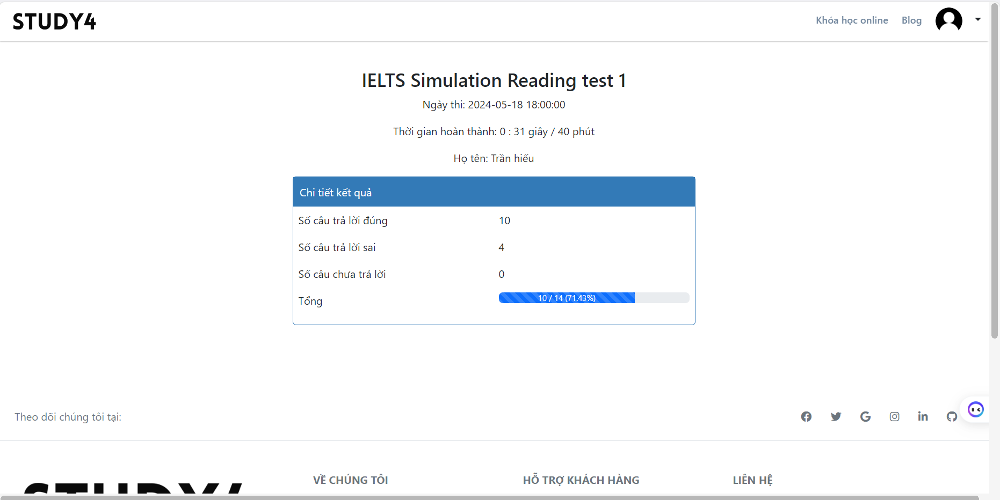 STUDY4
Khóa học online
Blog
IELTS Simulation Reading test 1
Ngày thi: 2024-05-18 18:00:00
Thời gian hoàn thành: 0 : 31 giây / 40 phút
Họ tên: Trần hiếu
Chi tiết kết quả
Số câu trả lời đúng 10
Số câu trả lời sai 4
Số câu chưa trả lời 0
Tổng 10 / 14 (71.43%)
Theo dõi chúng tôi tại:
STUDY4
VỀ CHÚNG TÔI
HỖ TRỢ KHÁCH HÀNG
LIÊN HỆ